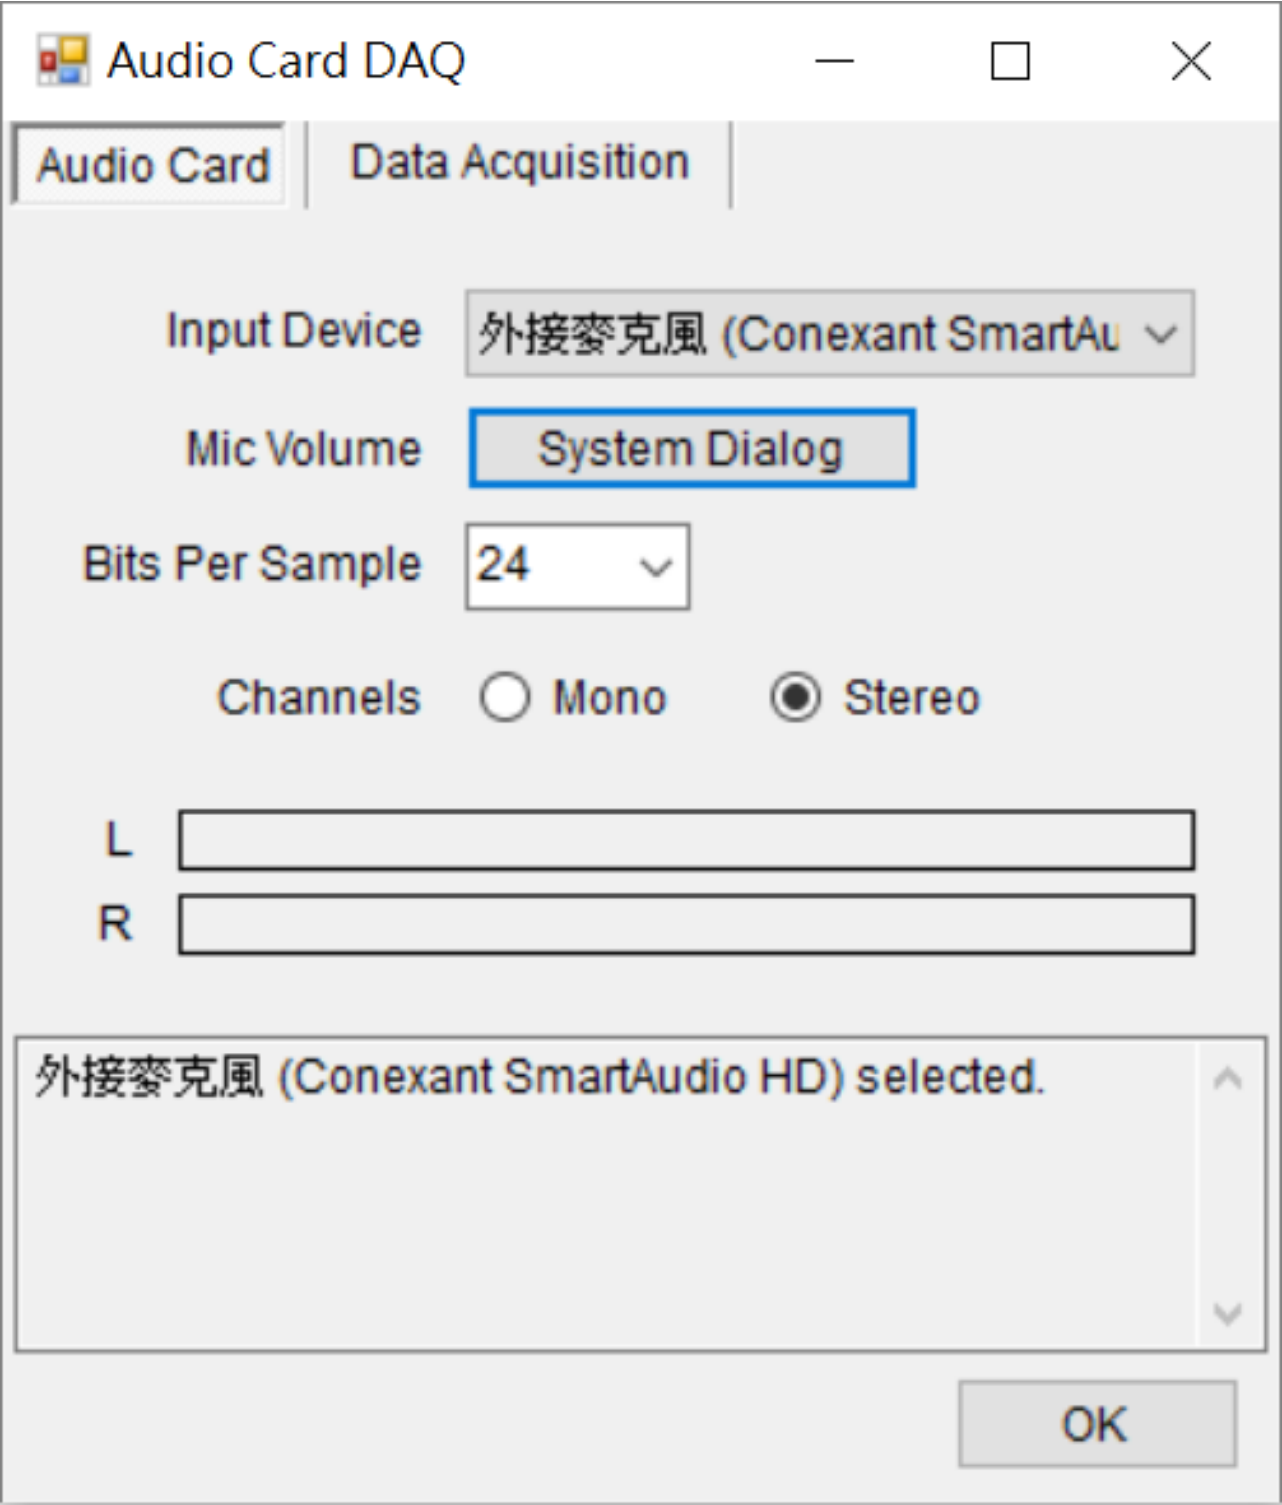 Audio Card DAQ
Audio Card Data Acquisition
Input Device 外接麥克風 (Conexant SmartAu
Mic Volume System Dialog
Bits Per Sample 24
Channels Mono Stereo
L
R
外接麥克風 (Conexant SmartAudio HD) selected.
OK